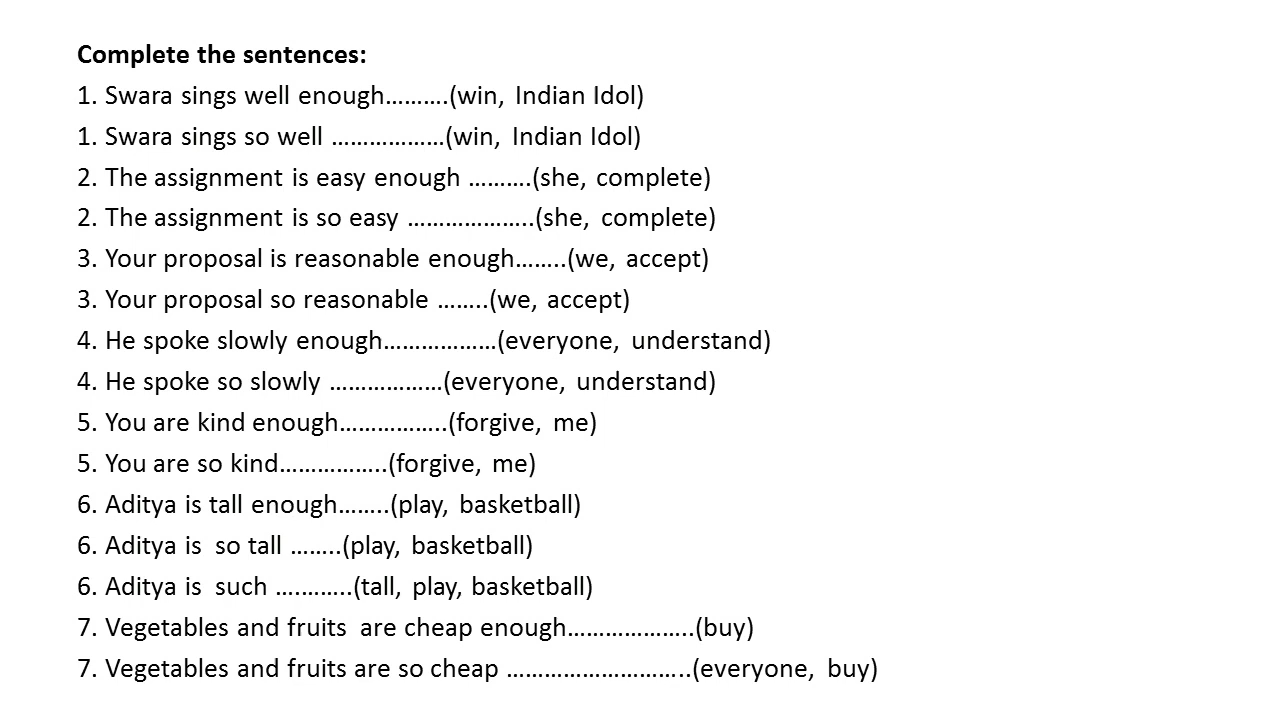 Complete the sentences:
1. Swara sings well enough……….(win, Indian Idol)
1. Swara sings so well ………………(win, Indian Idol)
2. The assignment is easy enough ……….(she, complete)
2. The assignment is so easy ………………..(she, complete)
3. Your proposal is reasonable enough……..(we, accept)
3. Your proposal so reasonable ……..(we, accept)
4. He spoke slowly enough………………(everyone, understand)
4. He spoke so slowly ………………(everyone, understand)
5. You are kind enough……………..(forgive, me)
5. You are so kind……………..(forgive, me)
6. Aditya is tall enough……..(play, basketball)
6. Aditya is so tall ……..(play, basketball)
6. Aditya is such ………...(tall, play, basketball)
7. Vegetables and fruits are cheap enough………………..(buy)
7. Vegetables and fruits are so cheap ………………………..(everyone, buy)